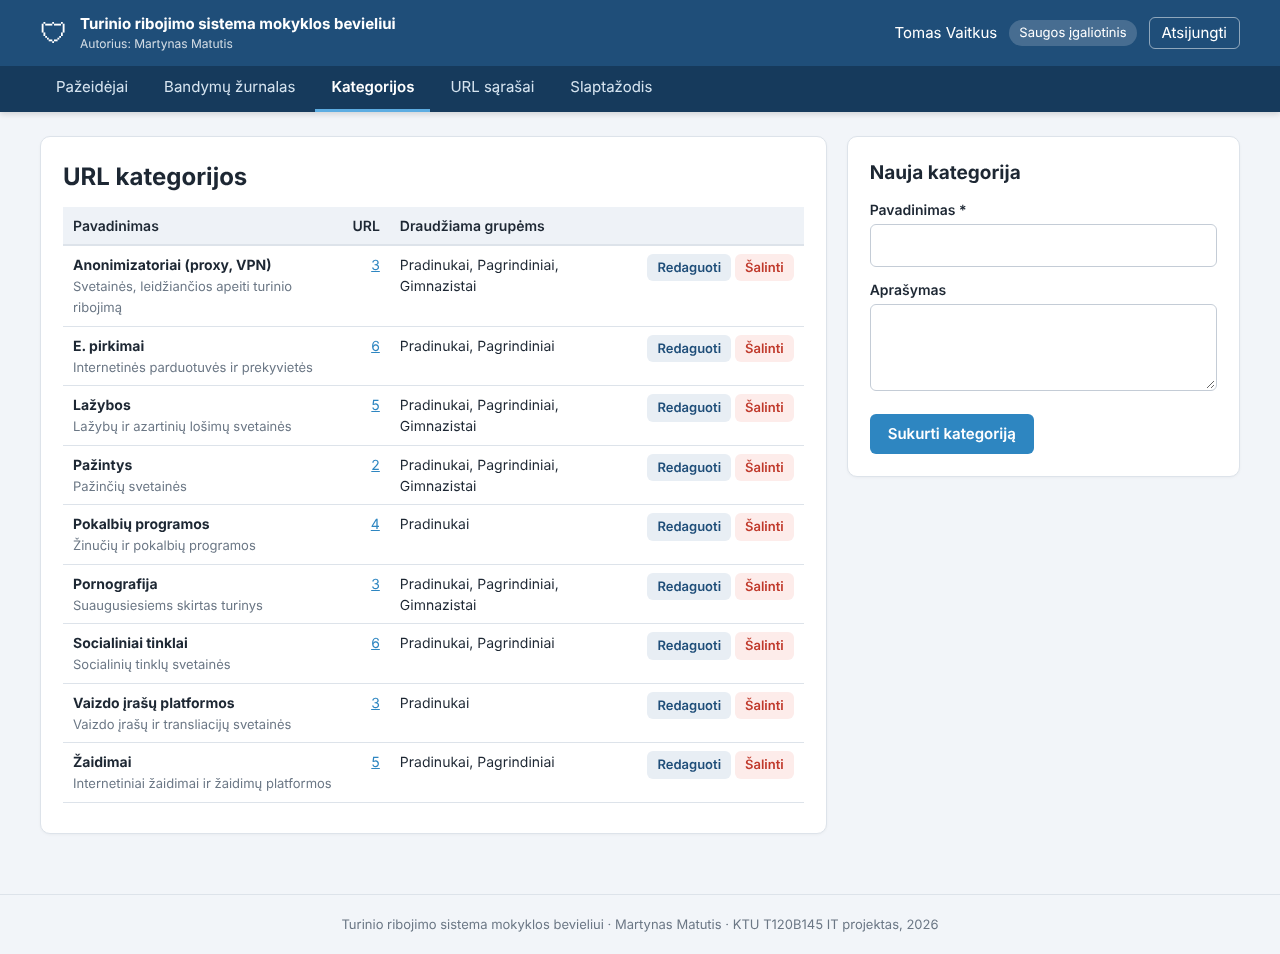 Turinio ribojimo sistema mokyklos bevieliui
Autorius: Martynas Matutis
Tomas Vaitkus
Saugos įgaliotinis
Atsijungti
Pažeidėjai
Bandymų žurnalas
Kategorijos
URL sąrašai
Slaptažodis
URL kategorijos
Pavadinimas URL Draudžiama grupėms
Anonimizatoriai (proxy, VPN) 3 Pradinukai, Pagrindiniai, Redaguoti Šalinti
Svetainės, leidžiančios apeiti turinio Gimnazistai
ribojimą
E. pirkimai 6 Pradinukai, Pagrindiniai Redaguoti Šalinti
Internetinės parduotuvės ir prekyvietės
Lažybos 5 Pradinukai, Pagrindiniai, Redaguoti Šalinti
Lažybų ir azartinių lošimų svetainės Gimnazistai
Pažintys 2 Pradinukai, Pagrindiniai, Redaguoti Šalinti
Pažinčių svetainės Gimnazistai
Pokalbių programos 4 Pradinukai Redaguoti Šalinti
Žinučių ir pokalbių programos
Pornografija 3 Pradinukai, Pagrindiniai, Redaguoti Šalinti
Suaugusiesiems skirtas turinys Gimnazistai
Socialiniai tinklai 6 Pradinukai, Pagrindiniai Redaguoti Šalinti
Socialinių tinklų svetainės
Vaizdo įrašų platformos 3 Pradinukai Redaguoti Šalinti
Vaizdo įrašų ir transliacijų svetainės
Žaidimai 5 Pradinukai, Pagrindiniai Redaguoti Šalinti
Internetiniai žaidimai ir žaidimų platformos
Nauja kategorija
Pavadinimas *
Aprašymas
Sukurti kategoriją
Turinio ribojimo sistema mokyklos bevieliui · Martynas Matutis · KTU T120B145 IT projektas, 2026